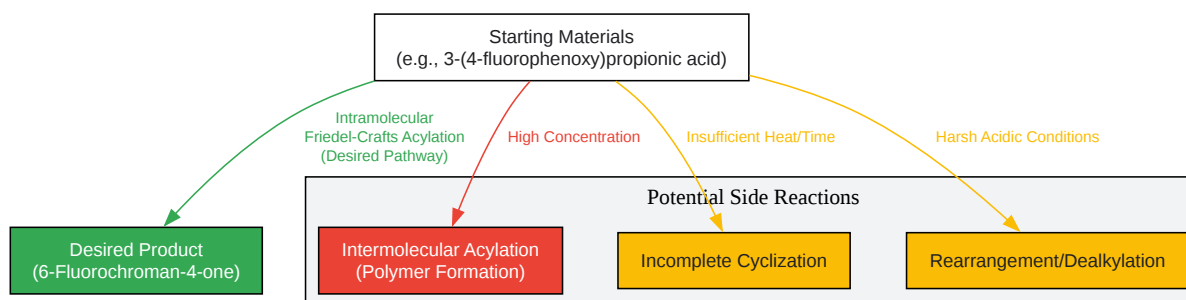 Starting Materials
(e.g., 3-(4-fluorophenoxy)propionic acid)
Intramolecular
Friedel-Crafts Acylation
(Desired Pathway)
High Concentration
Insufficient Heat/Time
Harsh Acidic Conditions
Potential Side Reactions
Desired Product
(6-Fluorochroman-4-one)
Intermolecular Acylation
(Polymer Formation)
Incomplete Cyclization
Rearrangement/Dealkylation